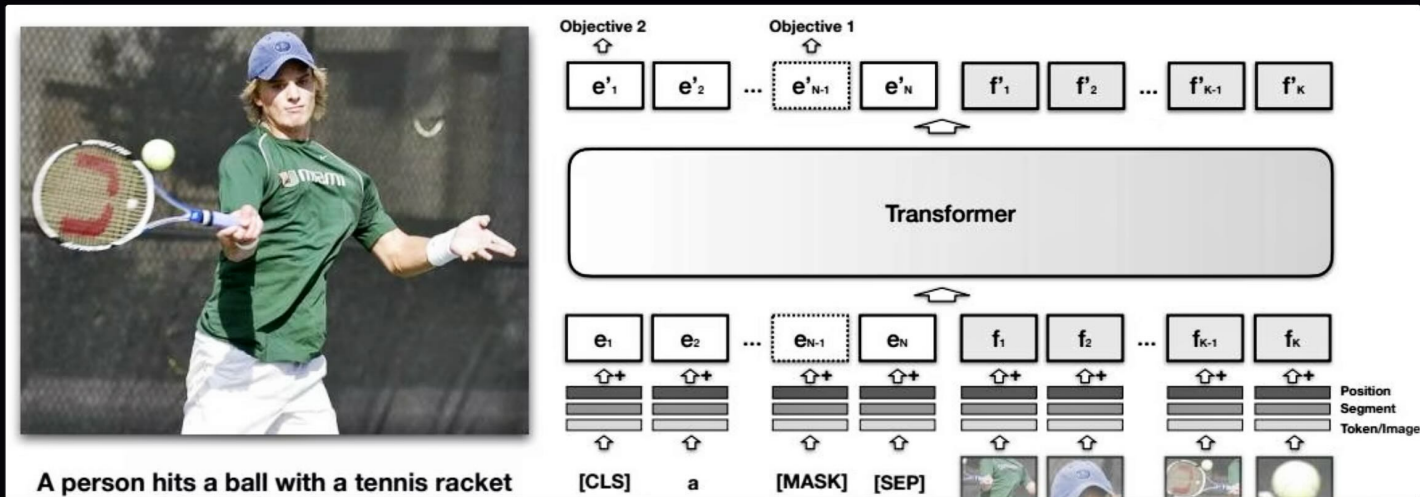 Objective 2 Objective 1
e'1 e'2 ... e'N-1 e'N f'1 f'2 ... f'K-1 f'K
MIAMI
Transformer
e1 e2 ... eN-1 eN f1 f2 ... fK-1 fK
+ + + + + + + +
Position
Segment
Token/Image
[CLS] a [MASK] [SEP]
A person hits a ball with a tennis racket